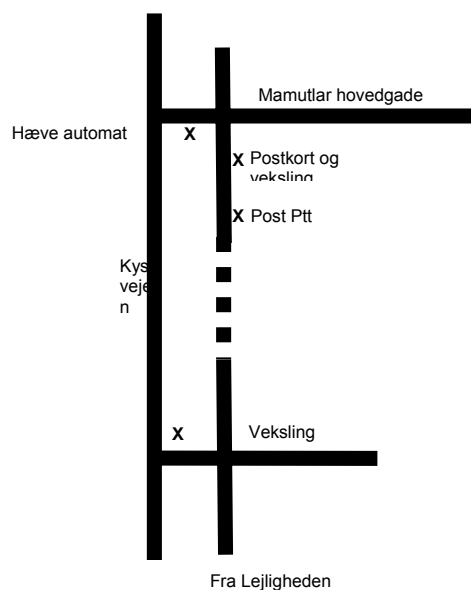 Mamutlar hovedgade
Hæve automat
X
X Postkort og
veksling
X Post Ptt
Kys
veje
n
X
Veksling
Fra Lejligheden